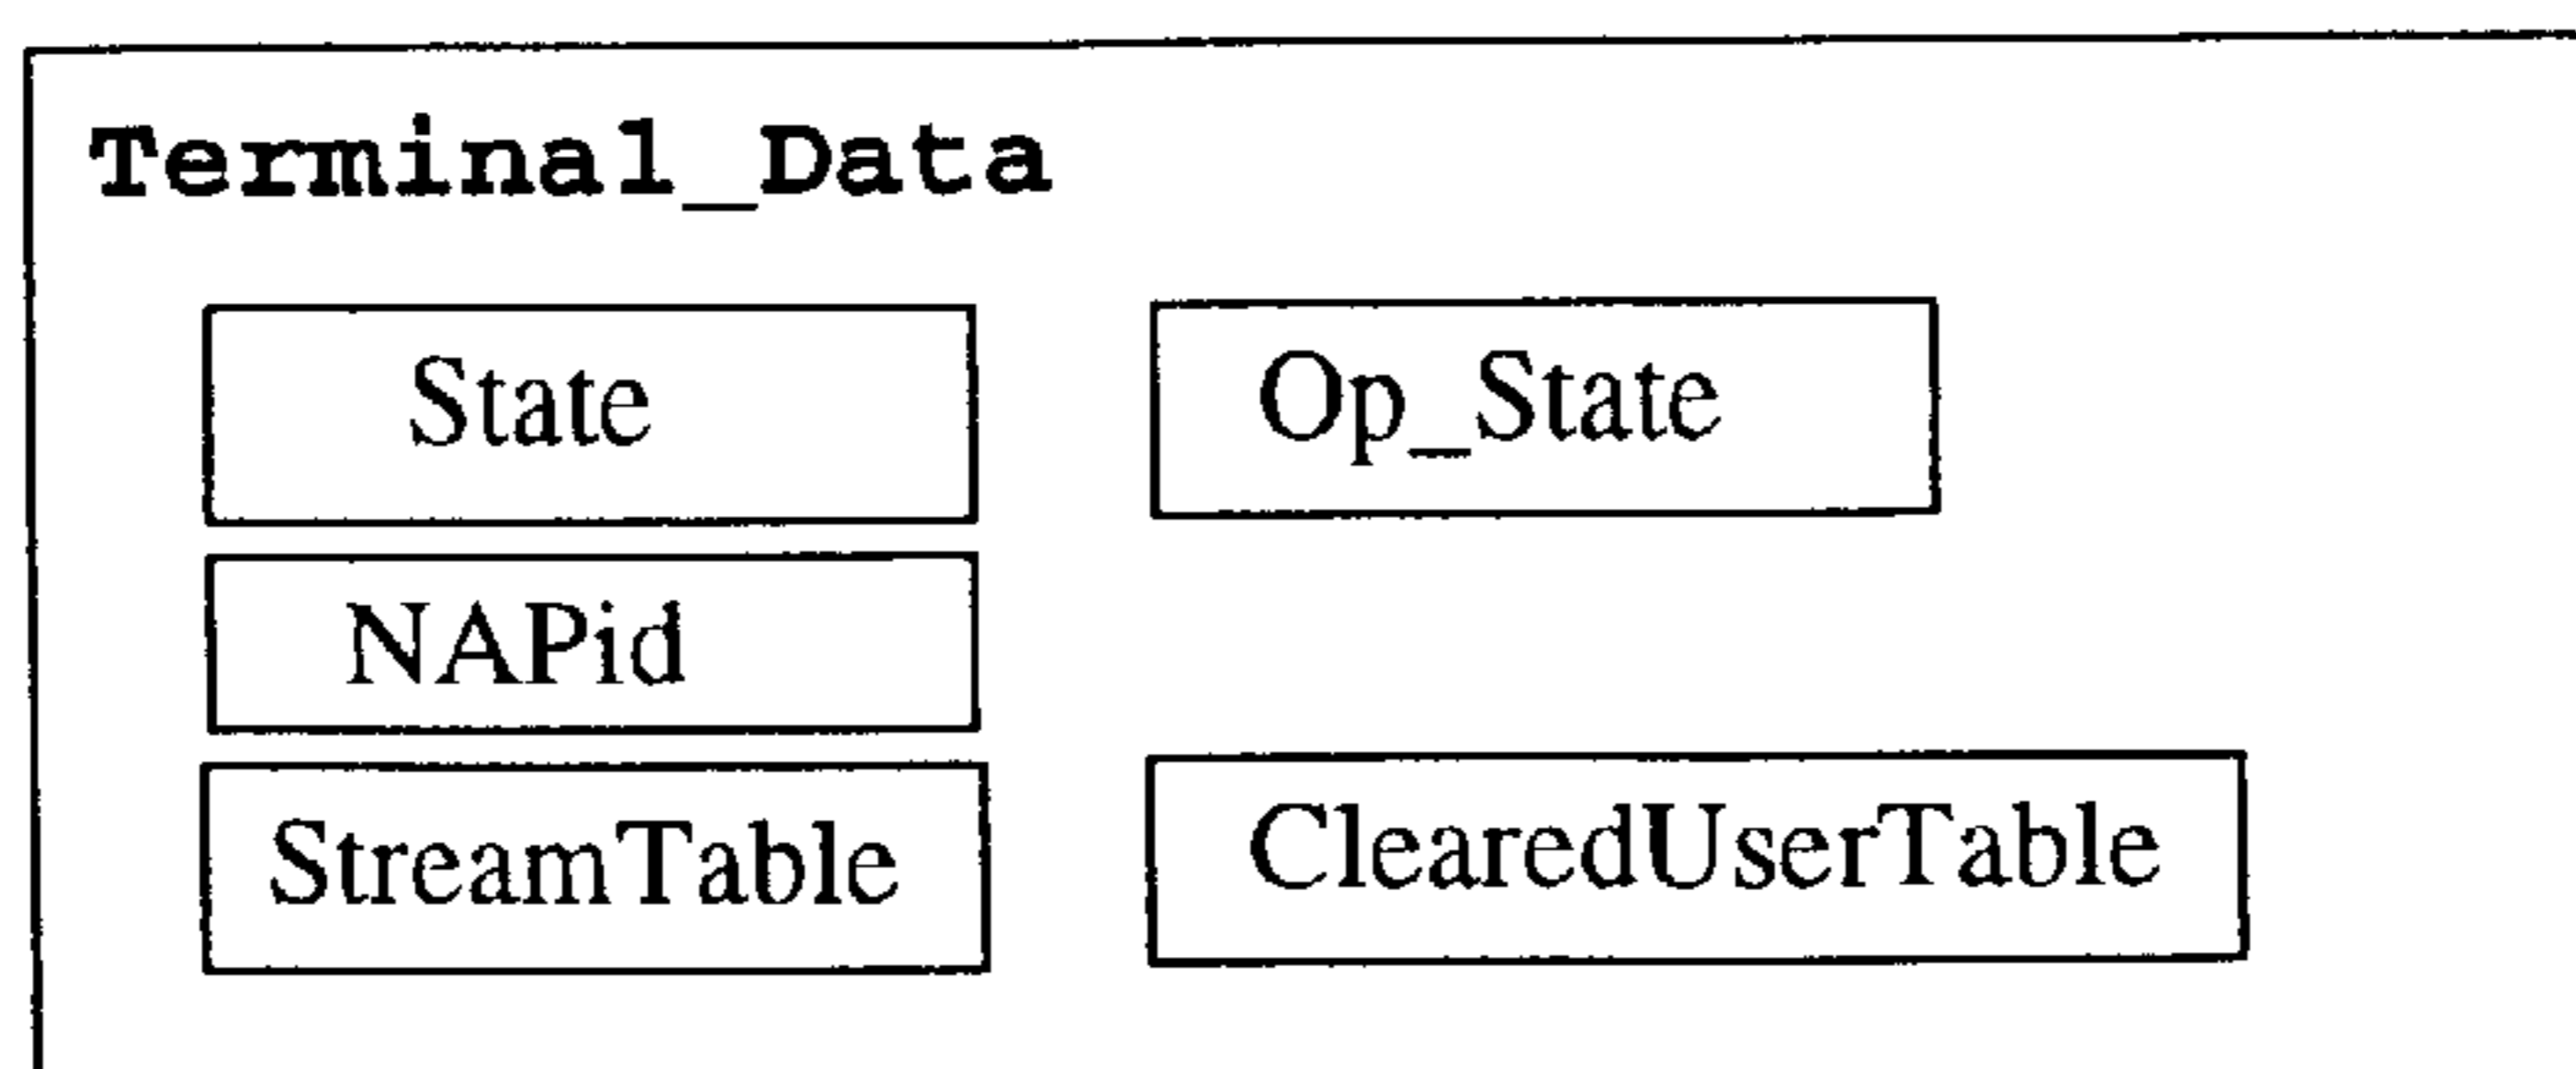 Terminal_Data
State
Op_State
NAPid
StreamTable
ClearedUserTable